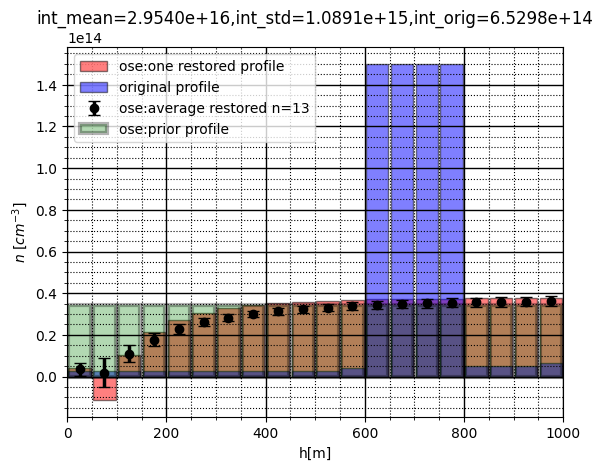 int_mean=2.9540e+16,int_std=1.0891e+15,int_orig=6.5298e+14
1e14
ose:one restored profile
original profile
ose:average restored n=13
ose:prior profile
1.4
1.2
1.0
0.8
0.6
0.4
0.2
0.0
n [cm⁻³]
0 200 400 600 800 1000
h[m]